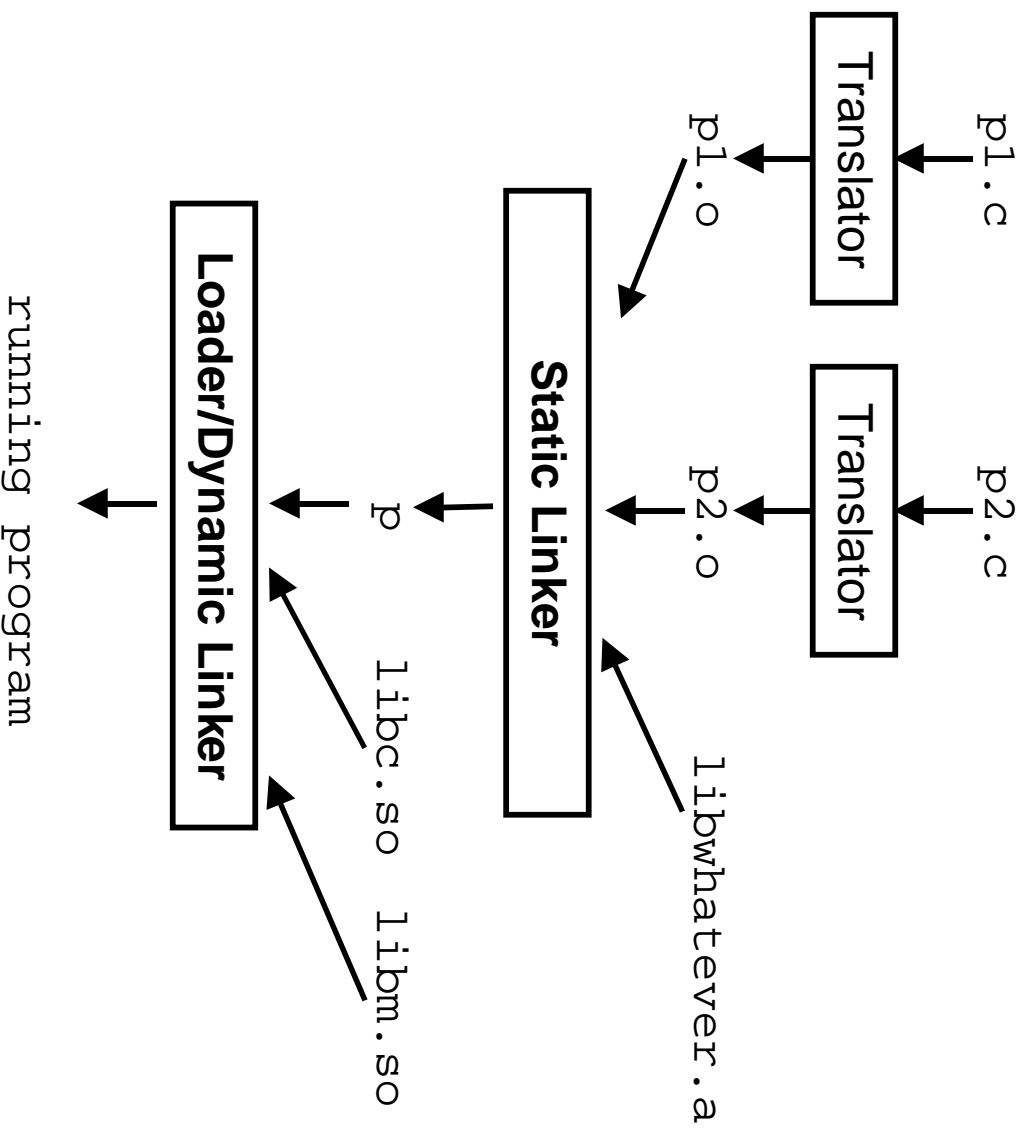 p1.c
p2.c
Translator
Translator
p1.o
p2.o
libwhatever.a
Static Linker
p
libc.so
libm.so
Loader/Dynamic Linker
running program